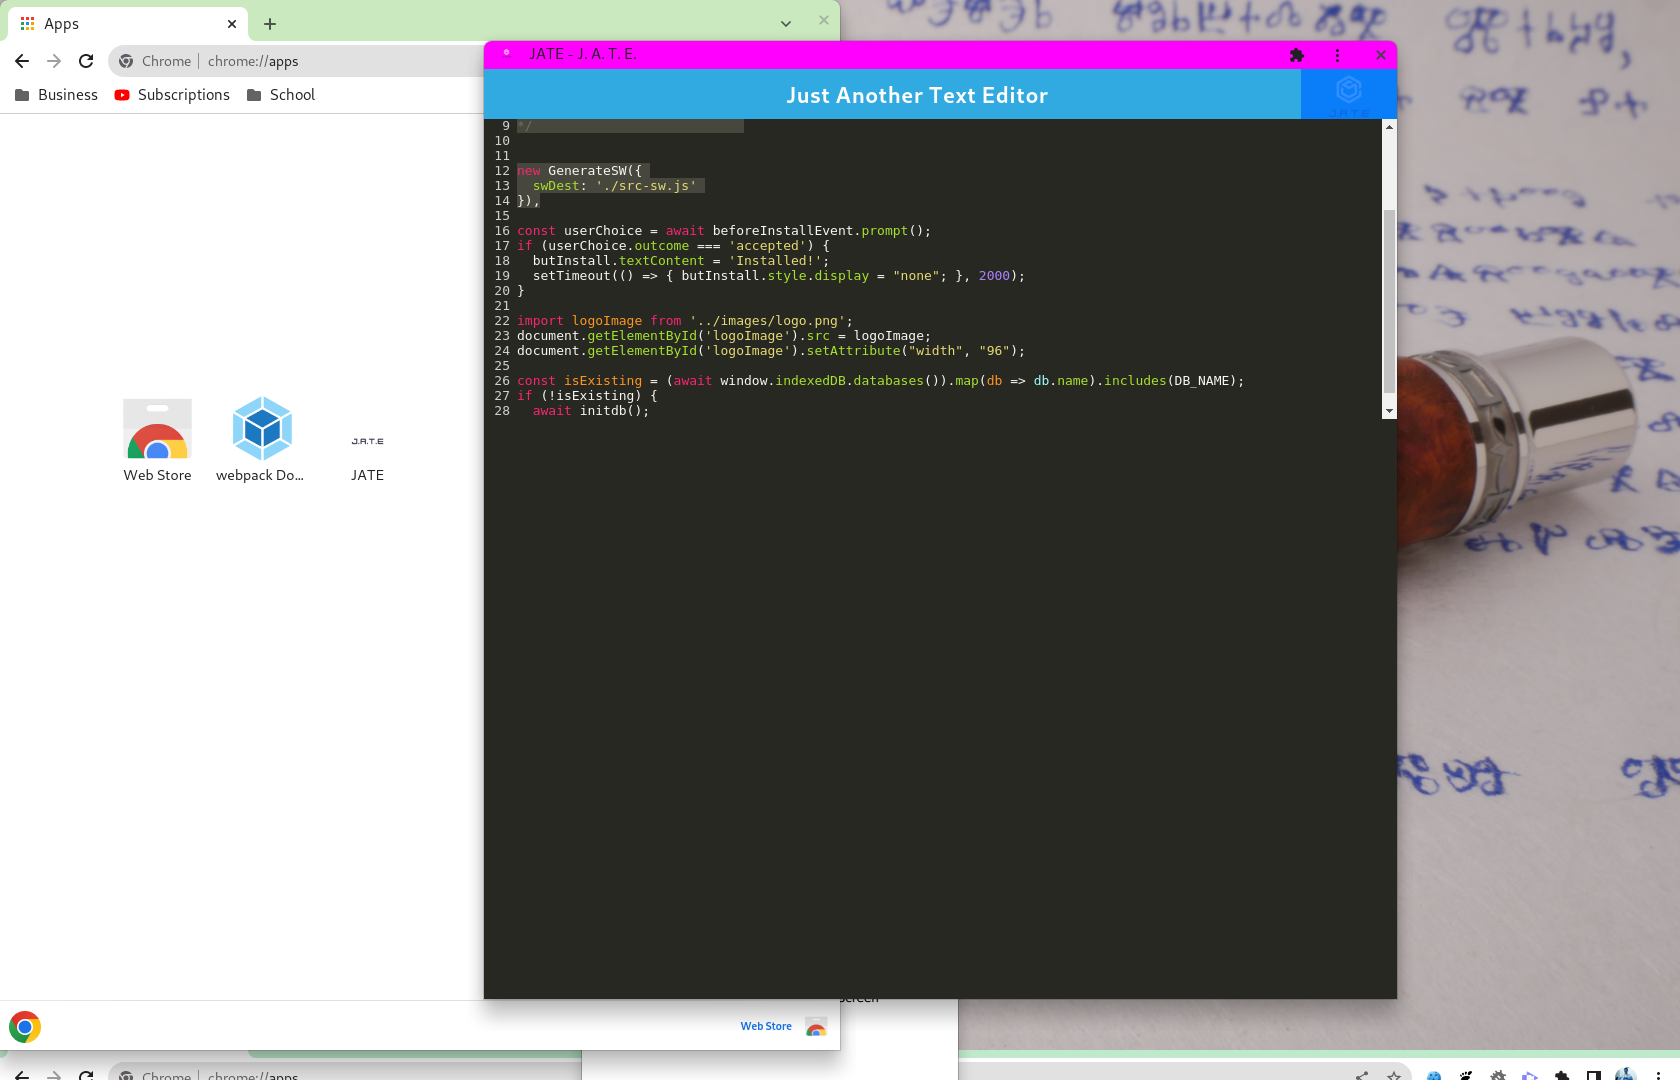 Apps
Chrome
chrome://apps
Business
Subscriptions
School
Web Store
webpack Do...
J.A.T.E
JATE
Web Store
JATE - J. A. T. E.
Just Another Text Editor
J.A.T.E
9 */
10
11
12 new GenerateSW({
13   swDest: './src-sw.js'
14 }),
15
16 const userChoice = await beforeInstallEvent.prompt();
17 if (userChoice.outcome === 'accepted') {
18   butInstall.textContent = 'Installed!';
19   setTimeout(() => { butInstall.style.display = "none"; }, 2000);
20 }
21
22 import logoImage from '../images/logo.png';
23 document.getElementById('logoImage').src = logoImage;
24 document.getElementById('logoImage').setAttribute("width", "96");
25
26 const isExisting = (await window.indexedDB.databases()).map(db => db.name).includes(DB_NAME);
27 if (!isExisting) {
28   await initdb();
screen
Chrome
chrome://apps